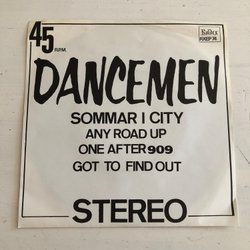 45
R.P.M.
DANCEMEN
SOMMAR I CITY
ANY ROAD UP
ONE AFTER 909
GOT TO FIND OUT
STEREO